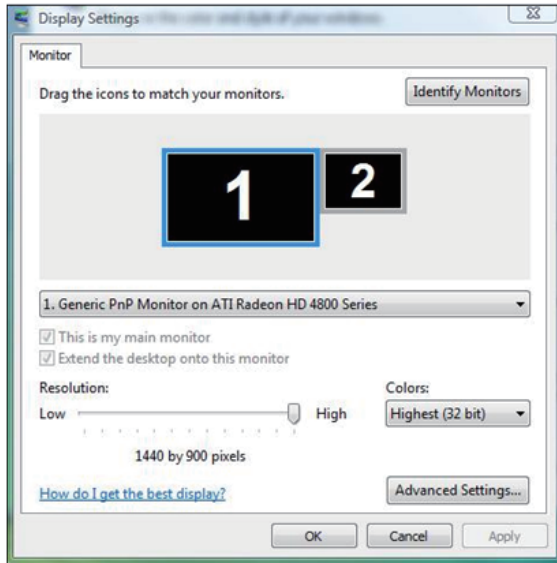 Display Settings
Monitor
Drag the icons to match your monitors.
Identify Monitors
1
2
1. Generic PnP Monitor on ATI Radeon HD 4800 Series
This is my main monitor
Extend the desktop onto this monitor
Resolution:
Colors:
Low
High
Highest (32 bit)
1440 by 900 pixels
How do I get the best display?
Advanced Settings...
OK
Cancel
Apply